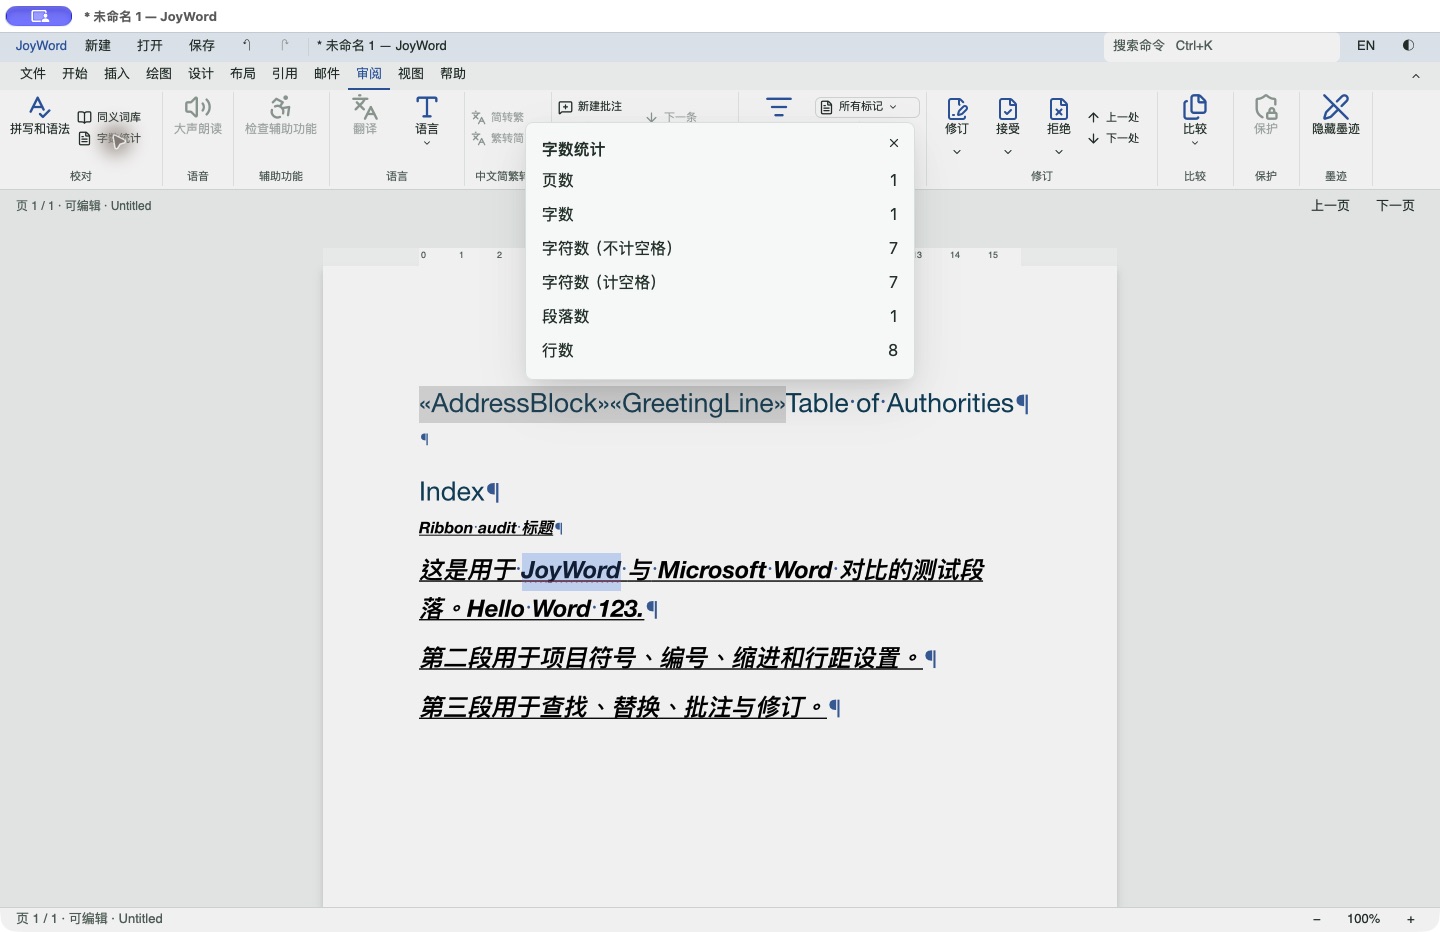 * 未命名 1 — JoyWord
JoyWord 新建 打开 保存 * 未命名 1 — JoyWord 搜索命令 Ctrl+K EN
文件 开始 插入 绘图 设计 布局 引用 邮件 审阅 视图 帮助
拼写和语法 同义词库 字数统计 校对
大声朗读 语音
检查辅助功能 辅助功能
翻译 语言 语言
简转繁 繁转简 中文简繁转
新建批注 下一条
所有标记
修订 接受 拒绝 上一处 下一处 修订
比较 比较
保护 保护
隐藏墨迹 墨迹
页 1 / 1 · 可编辑 · Untitled 上一页 下一页
0 1 2 13 14 15
字数统计 ×
页数 1
字数 1
字符数 (不计空格) 7
字符数 (计空格) 7
段落数 1
行数 8
«AddressBlock»«GreetingLine»Table·of·Authorities¶
¶
Index¶
Ribbon·audit·标题¶
这是用于·JoyWord·与·Microsoft·Word·对比的测试段
落。Hello·Word·123.¶
第二段用于项目符号、编号、缩进和行距设置。¶
第三段用于查找、替换、批注与修订。¶
页 1 / 1 · 可编辑 · Untitled − 100% +